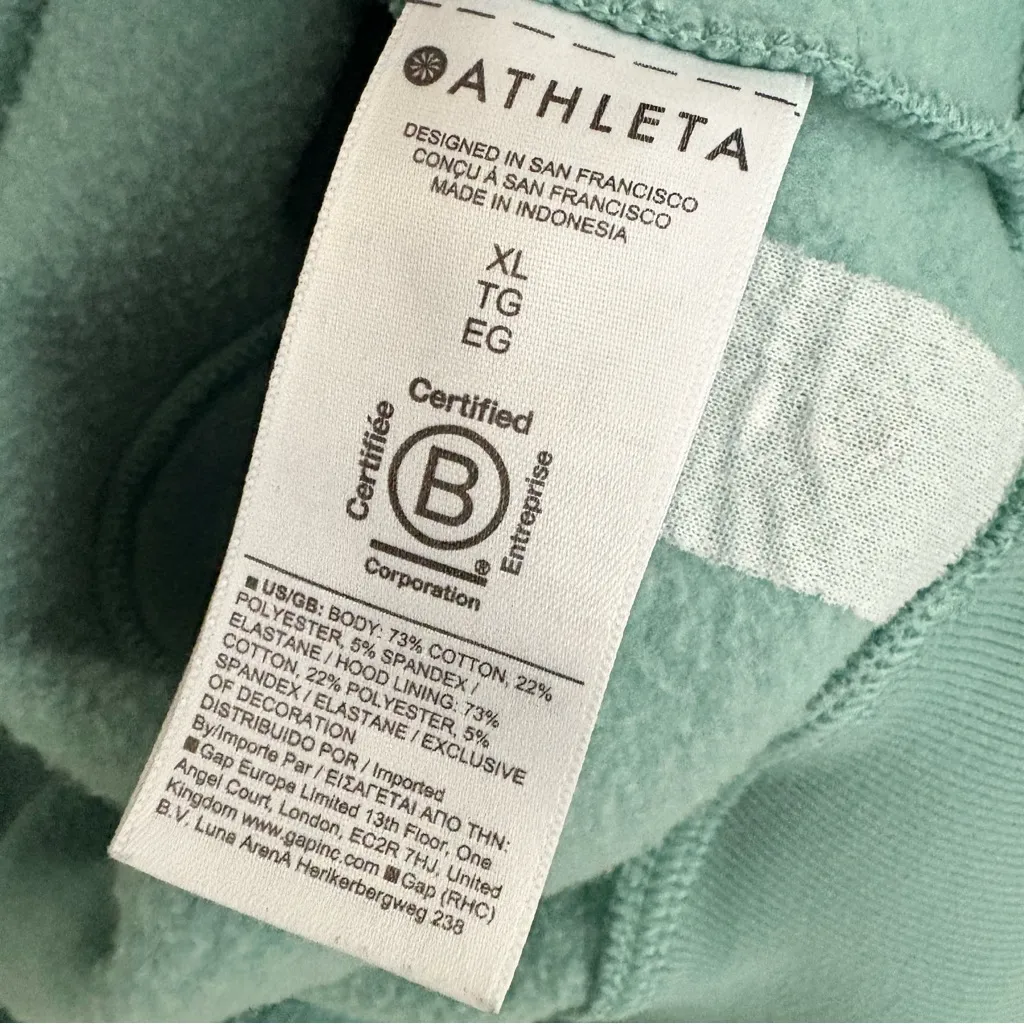 ATHLETA
DESIGNED IN SAN FRANCISCO
CONÇU À SAN FRANCISCO
MADE IN INDONESIA
XL
TG
EG
Certified
Certifiée
B
Entreprise
®
Corporation
■ US/GB: BODY: 73% COTTON, 22%
POLYESTER, 5% SPANDEX /
ELASTANE / HOOD LINING: 73%
COTTON, 22% POLYESTER, 5%
SPANDEX / ELASTANE / EXCLUSIVE
OF DECORATION
DISTRIBUIDO POR / Imported
By/Importe Par / ΕΙΣΑΓΕΤΑΙ ΑΠΟ ΤΗΝ:
■ Gap Europe Limited 13th Floor, One
Angel Court, London, EC2R 7HJ, United
Kingdom www.gapinc.com ■ Gap (RHC)
B.V. Luna ArenA Herikerbergweg 238